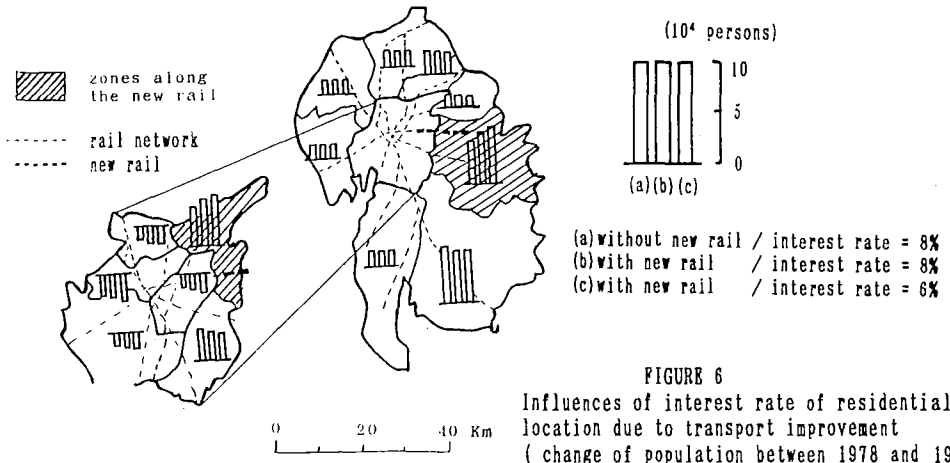 (10⁴ persons)
zones along
the new rail
rail network
new rail
10
5
0
(a)(b)(c)
(a)without new rail / interest rate = 8%
(b)with new rail / interest rate = 8%
(c)with new rail / interest rate = 6%
FIGURE 6
Influences of interest rate of residential
location due to transport improvement
( change of population between 1978 and 19
0 20 40 Km